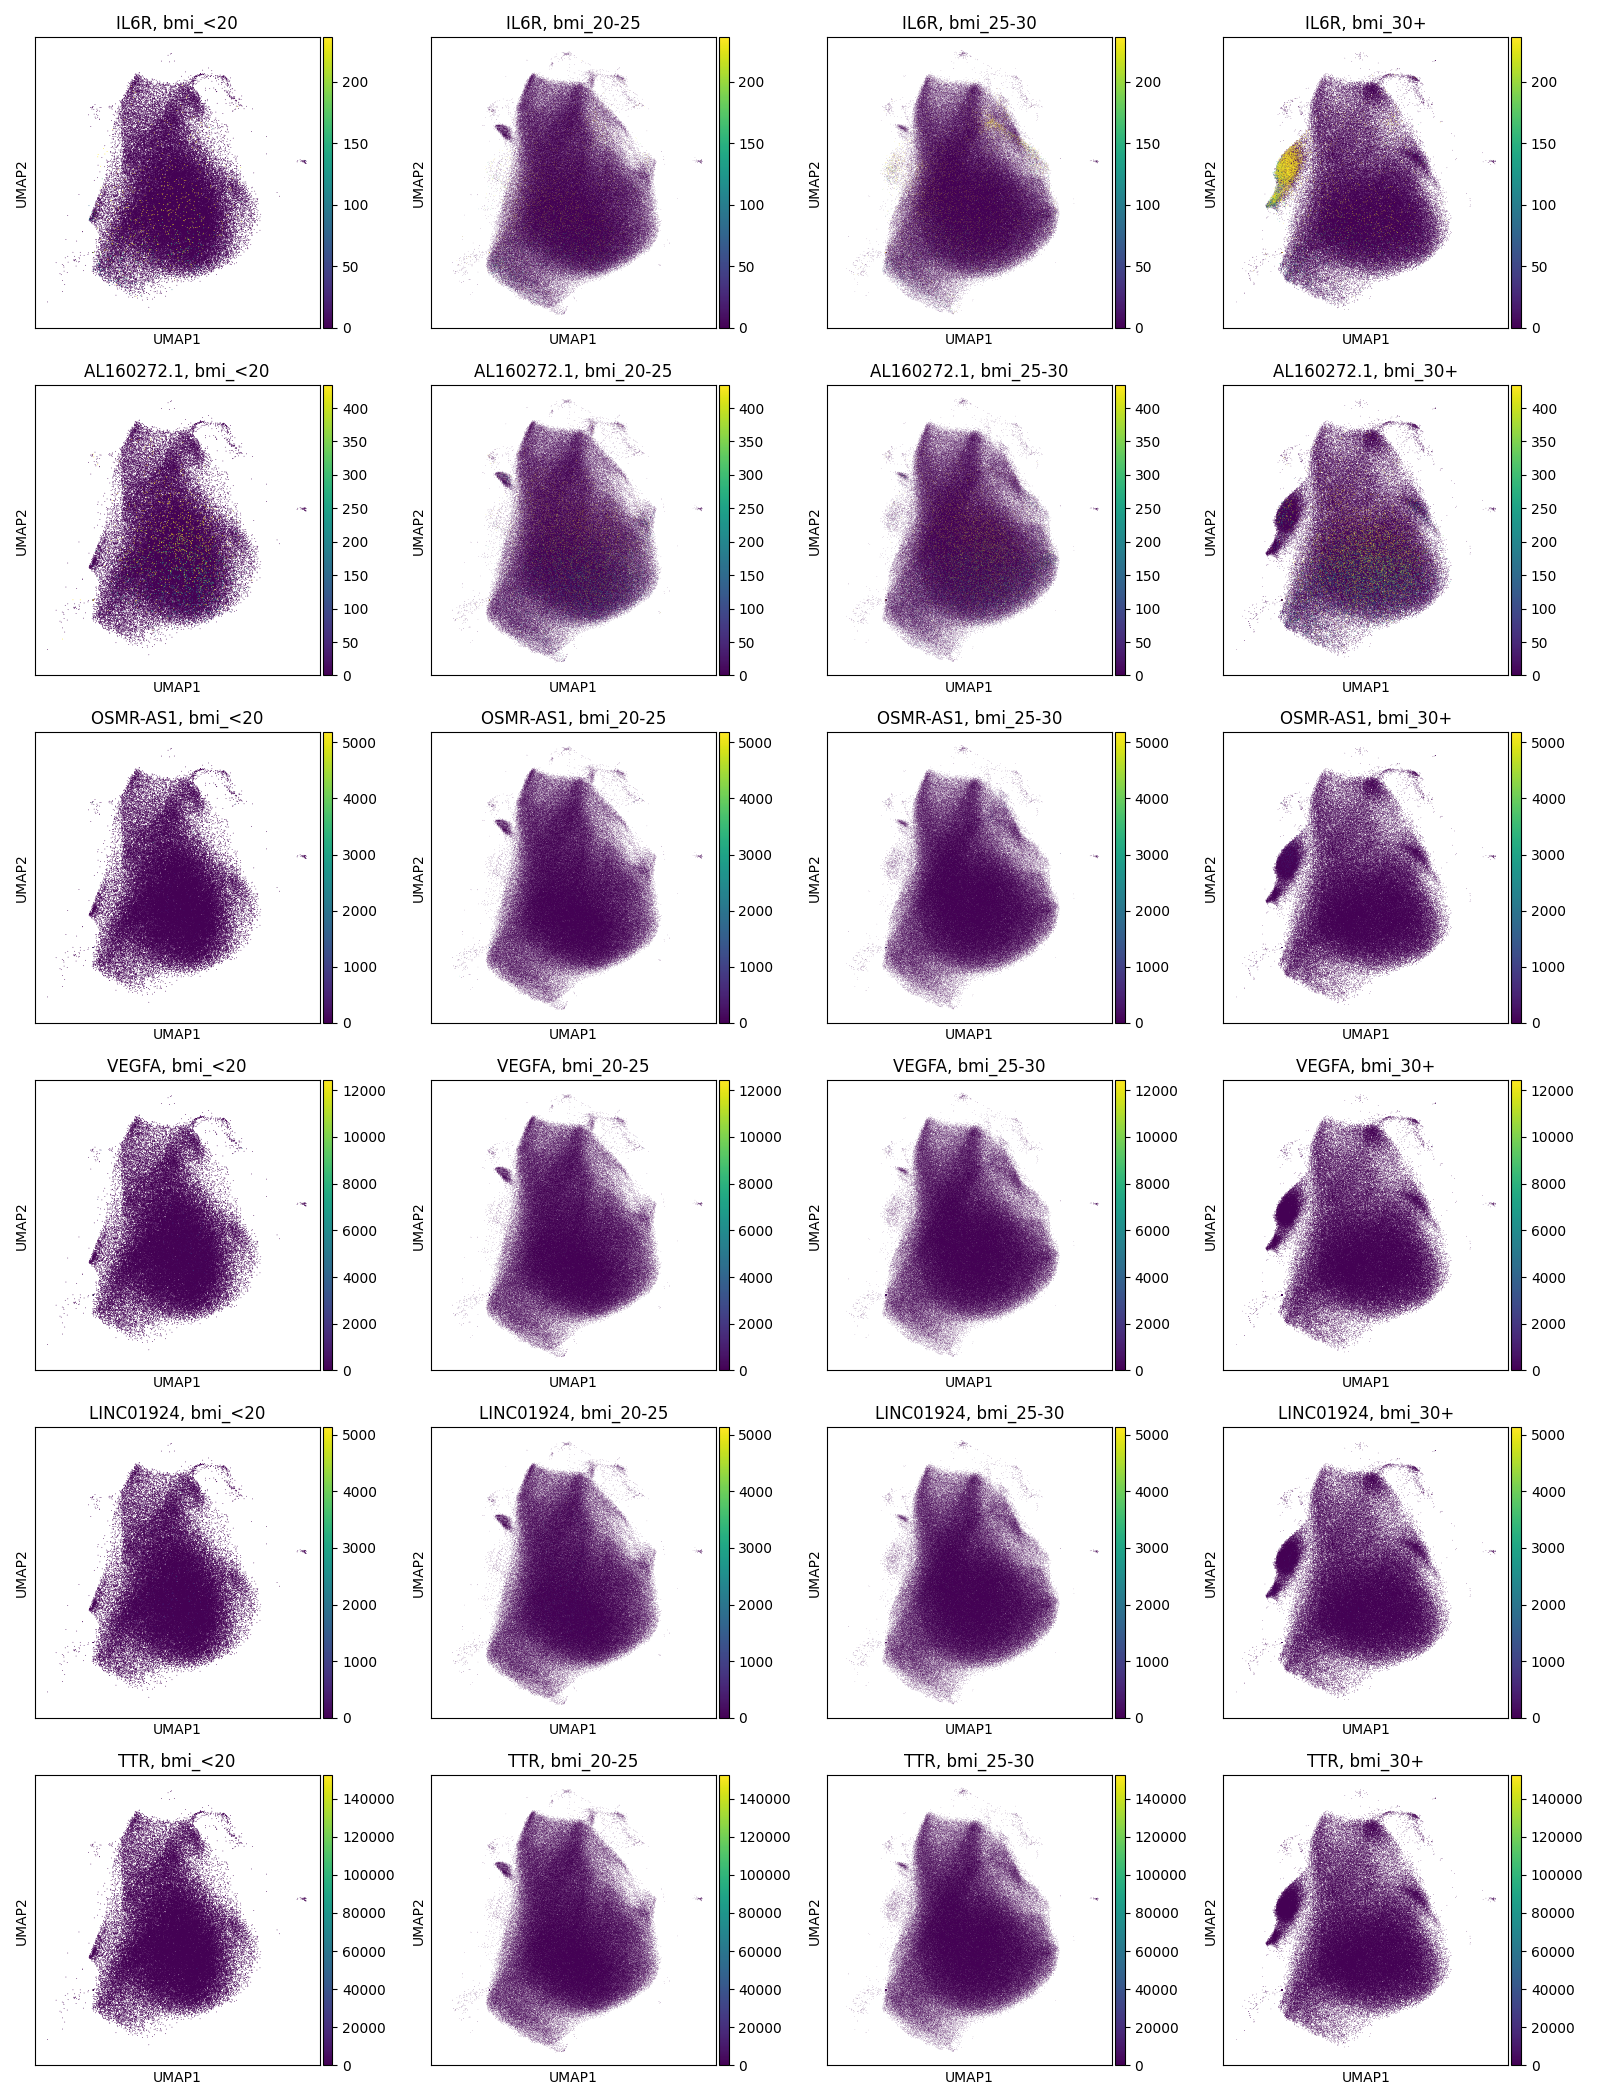 IL6R, bmi_<20
IL6R, bmi_20-25
IL6R, bmi_25-30
IL6R, bmi_30+
UMAP2
UMAP1
200
150
100
50
0
UMAP2
UMAP1
200
150
100
50
0
UMAP2
UMAP1
200
150
100
50
0
UMAP2
UMAP1
200
150
100
50
0
AL160272.1, bmi_<20
AL160272.1, bmi_20-25
AL160272.1, bmi_25-30
AL160272.1, bmi_30+
UMAP2
UMAP1
400
350
300
250
200
150
100
50
0
UMAP2
UMAP1
400
350
300
250
200
150
100
50
0
UMAP2
UMAP1
400
350
300
250
200
150
100
50
0
UMAP2
UMAP1
400
350
300
250
200
150
100
50
0
OSMR-AS1, bmi_<20
OSMR-AS1, bmi_20-25
OSMR-AS1, bmi_25-30
OSMR-AS1, bmi_30+
UMAP2
UMAP1
5000
4000
3000
2000
1000
0
UMAP2
UMAP1
5000
4000
3000
2000
1000
0
UMAP2
UMAP1
5000
4000
3000
2000
1000
0
UMAP2
UMAP1
5000
4000
3000
2000
1000
0
VEGFA, bmi_<20
VEGFA, bmi_20-25
VEGFA, bmi_25-30
VEGFA, bmi_30+
UMAP2
UMAP1
12000
10000
8000
6000
4000
2000
0
UMAP2
UMAP1
12000
10000
8000
6000
4000
2000
0
UMAP2
UMAP1
12000
10000
8000
6000
4000
2000
0
UMAP2
UMAP1
12000
10000
8000
6000
4000
2000
0
LINC01924, bmi_<20
LINC01924, bmi_20-25
LINC01924, bmi_25-30
LINC01924, bmi_30+
UMAP2
UMAP1
5000
4000
3000
2000
1000
0
UMAP2
UMAP1
5000
4000
3000
2000
1000
0
UMAP2
UMAP1
5000
4000
3000
2000
1000
0
UMAP2
UMAP1
5000
4000
3000
2000
1000
0
TTR, bmi_<20
TTR, bmi_20-25
TTR, bmi_25-30
TTR, bmi_30+
UMAP2
UMAP1
140000
120000
100000
80000
60000
40000
20000
0
UMAP2
UMAP1
140000
120000
100000
80000
60000
40000
20000
0
UMAP2
UMAP1
140000
120000
100000
80000
60000
40000
20000
0
UMAP2
UMAP1
140000
120000
100000
80000
60000
40000
20000
0